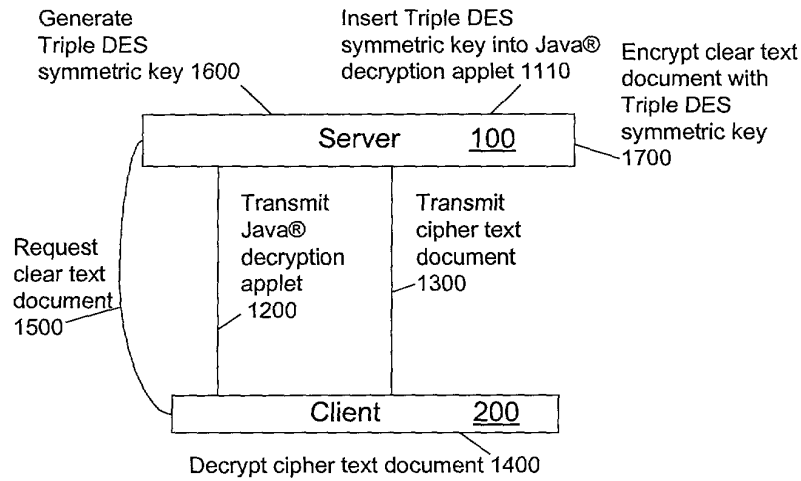 Generate
Triple DES
symmetric key 1600
Insert Triple DES
symmetric key into Java®
decryption applet 1110
Encrypt clear text
document with
Triple DES
symmetric key
1700
Server 100
Transmit
Java®
decryption
applet
1200
Transmit
cipher text
document
1300
Request
clear text
document
1500
Client 200
Decrypt cipher text document 1400